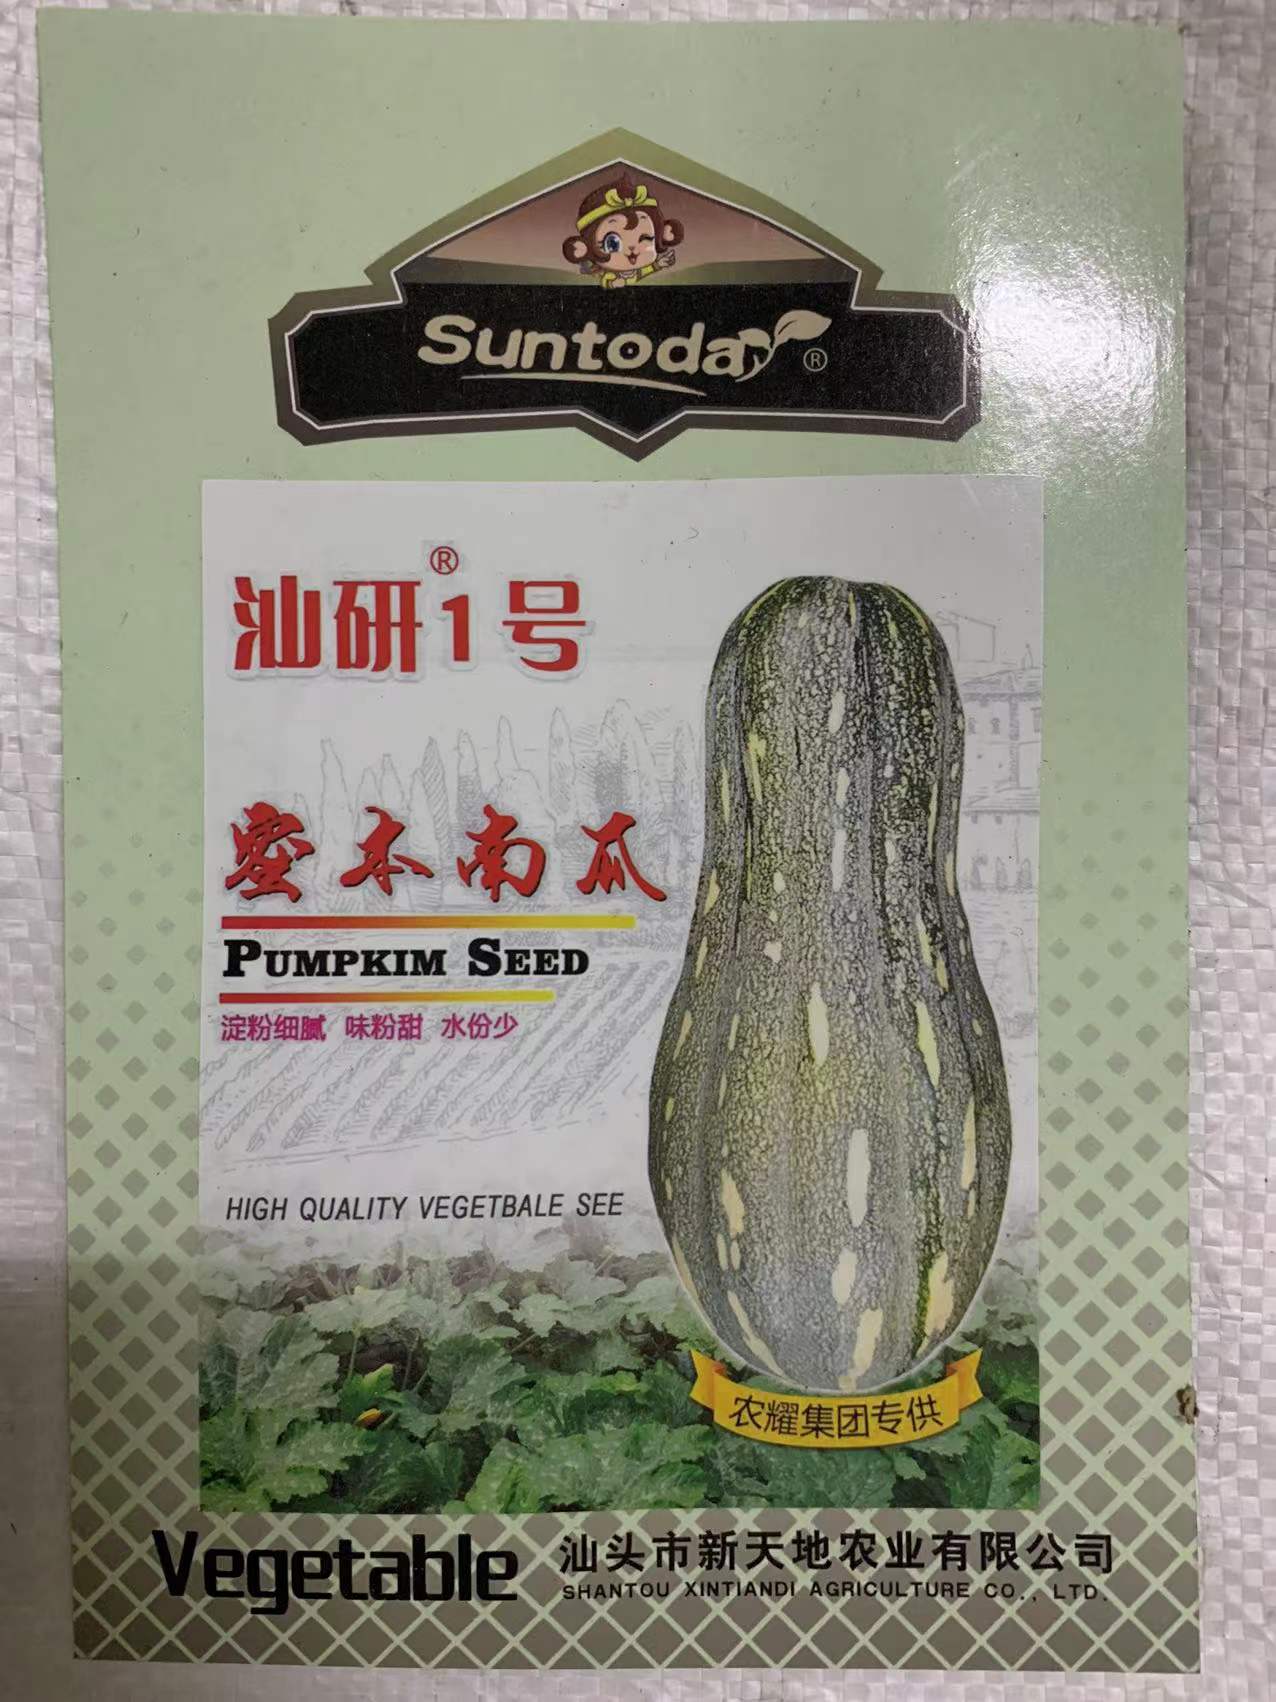 Suntoday®
汕研®1号
蜜本南瓜
PUMPKIM SEED
淀粉细腻 味粉甜 水份少
HIGH QUALITY VEGETBALE SEE
农耀集团专供
Vegetable
汕头市新天地农业有限公司
SHANTOU XINTIANDI AGRICULTURE CO., LTD.